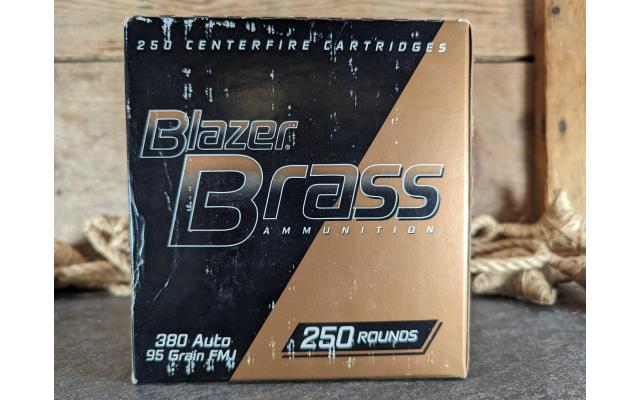 250 CENTERFIRE CARTRIDGES
Blazer®
Brass
AMMUNITION
380 Auto
95 Grain FMJ
250 ROUNDS